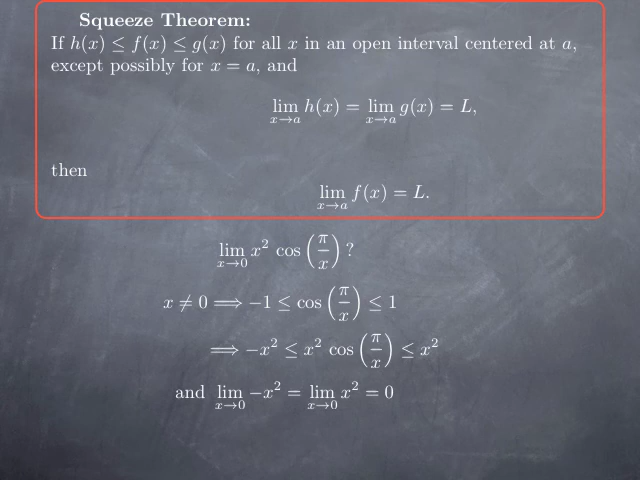 Squeeze Theorem:
If h(x) ≤ f(x) ≤ g(x) for all x in an open interval centered at a,
except possibly for x = a, and
lim_{x→a} h(x) = lim_{x→a} g(x) = L,
then
lim_{x→a} f(x) = L.
lim_{x→0} x² cos(π/x) ?
x ≠ 0 ⟹ −1 ≤ cos(π/x) ≤ 1
⟹ −x² ≤ x² cos(π/x) ≤ x²
and lim_{x→0} −x² = lim_{x→0} x² = 0